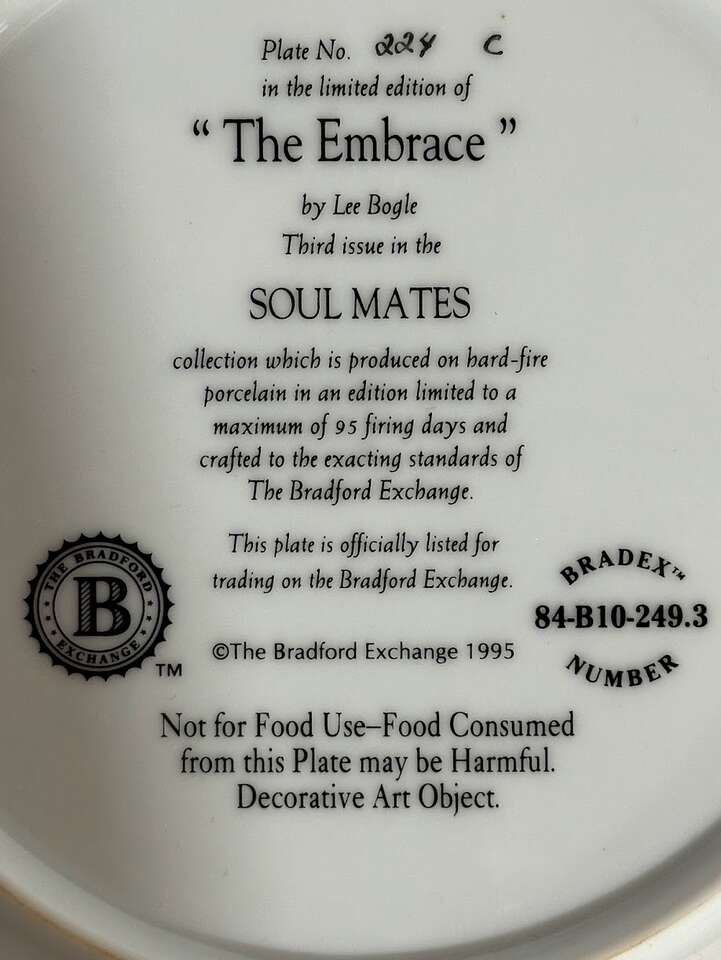 Plate No. 224 C
in the limited edition of
“ The Embrace ”
by Lee Bogle
Third issue in the
SOUL MATES
collection which is produced on hard-fire
porcelain in an edition limited to a
maximum of 95 firing days and
crafted to the exacting standards of
The Bradford Exchange.
This plate is officially listed for
trading on the Bradford Exchange.
THE BRADFORD
B
EXCHANGE
TM
BRADEX™
84-B10-249.3
NUMBER
©The Bradford Exchange 1995
Not for Food Use–Food Consumed
from this Plate may be Harmful.
Decorative Art Object.